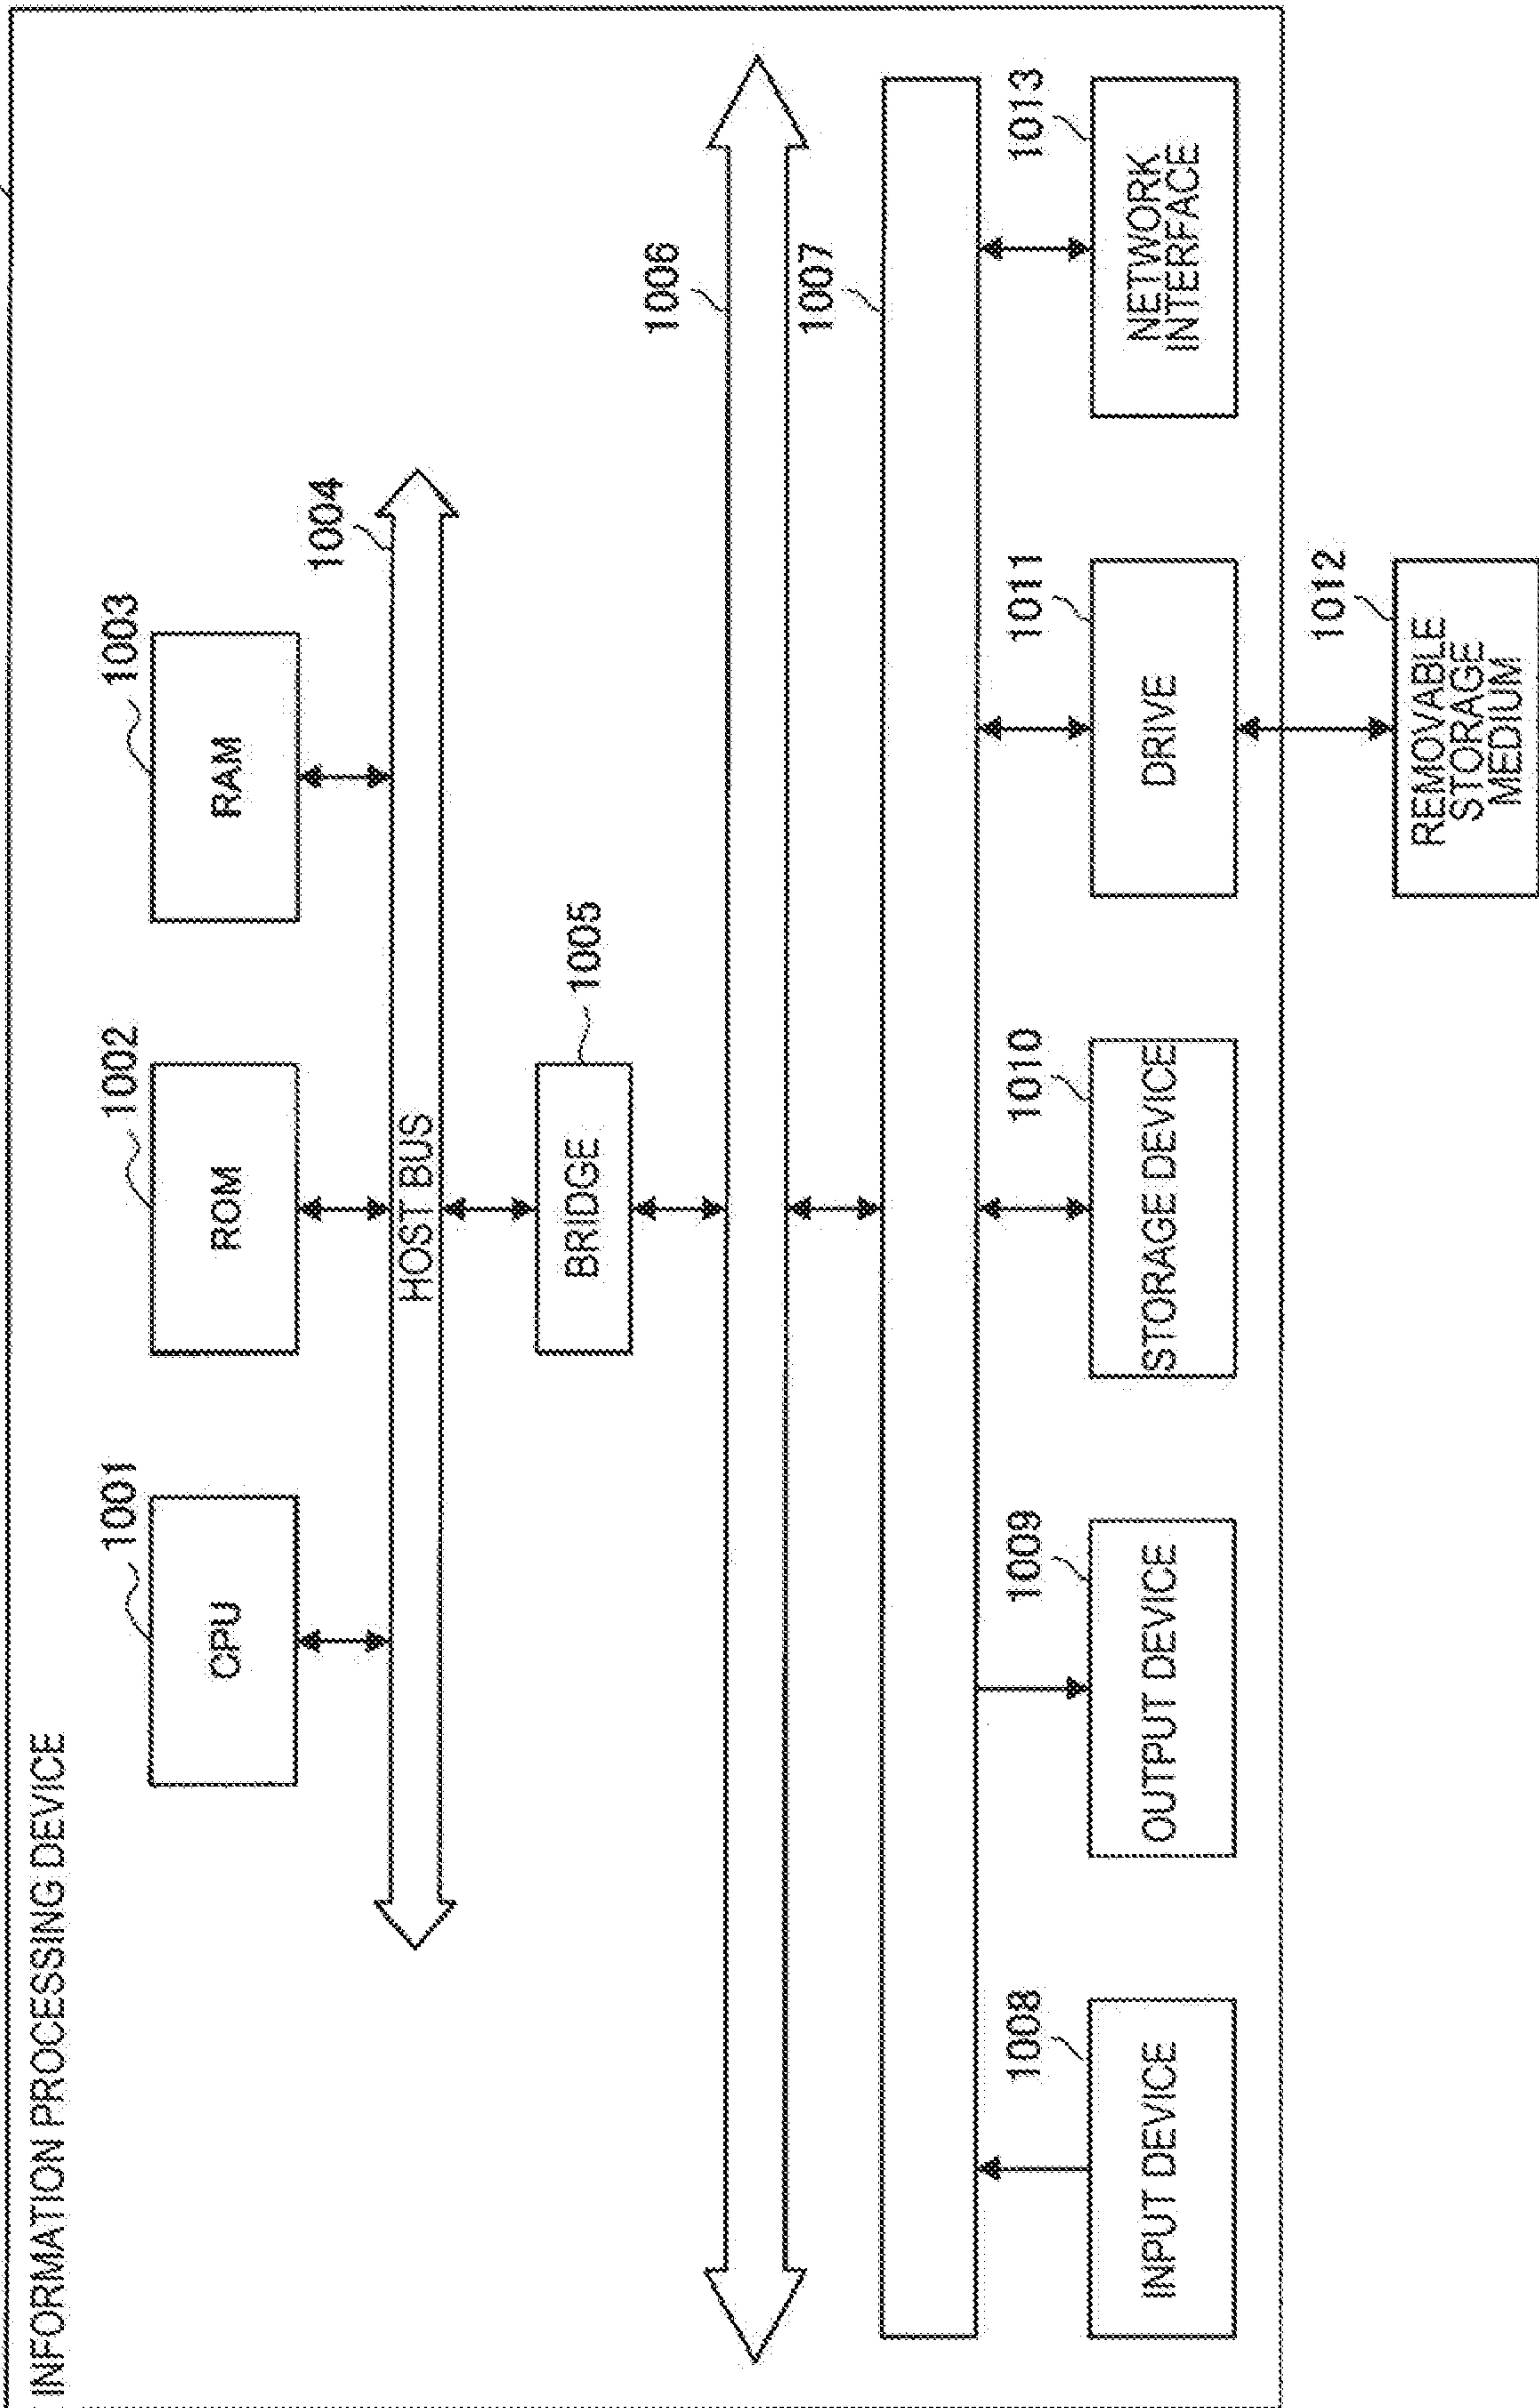 INFORMATION PROCESSING DEVICE
1001
1002
1003
CPU
ROM
RAM
1004
HOST BUS
1005
BRIDGE
1006
1007
1008
1009
1010
1011
1013
INPUT DEVICE
OUTPUT DEVICE
STORAGE DEVICE
DRIVE
NETWORK
INTERFACE
1012
REMOVABLE
STORAGE
MEDIUM